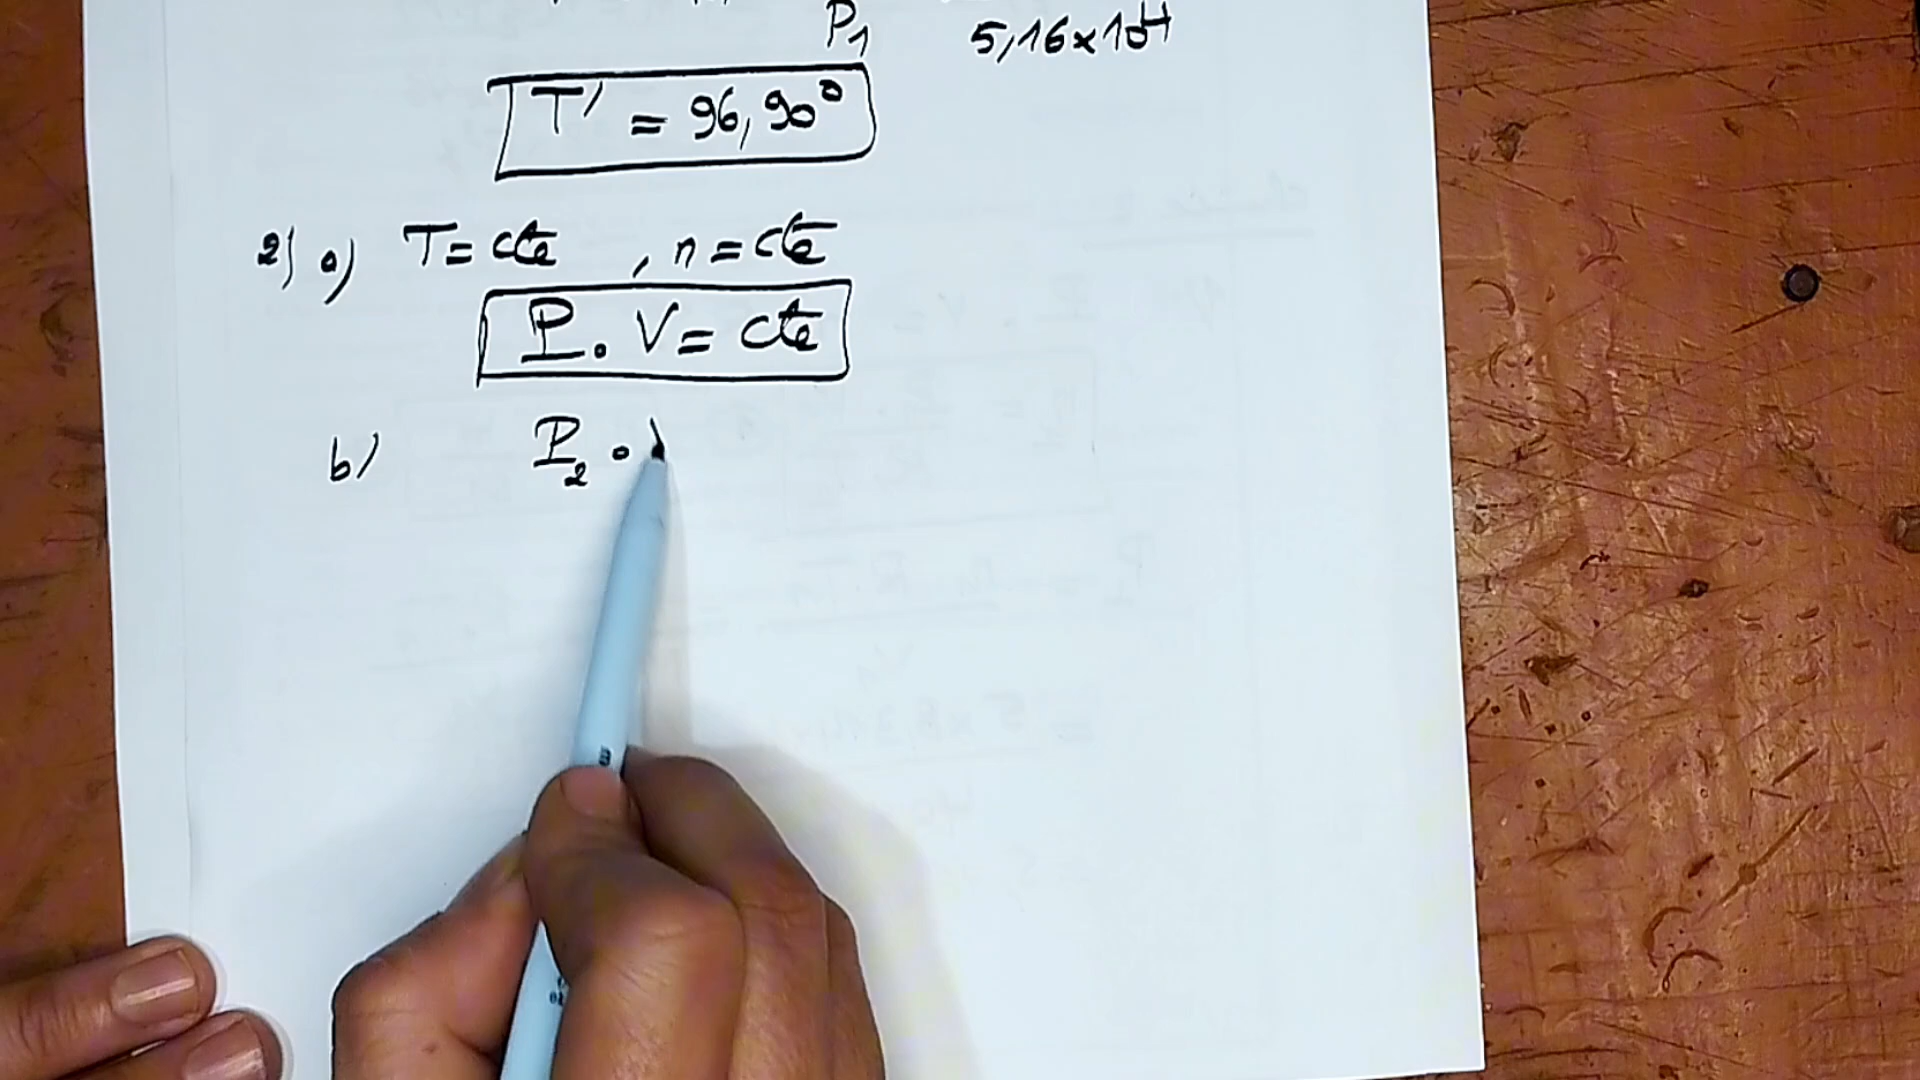 P₁ 5,16×10⁴
T' = 96,90°
2) a) T = cte , n = cte
P . V = cte
b) P₂ .